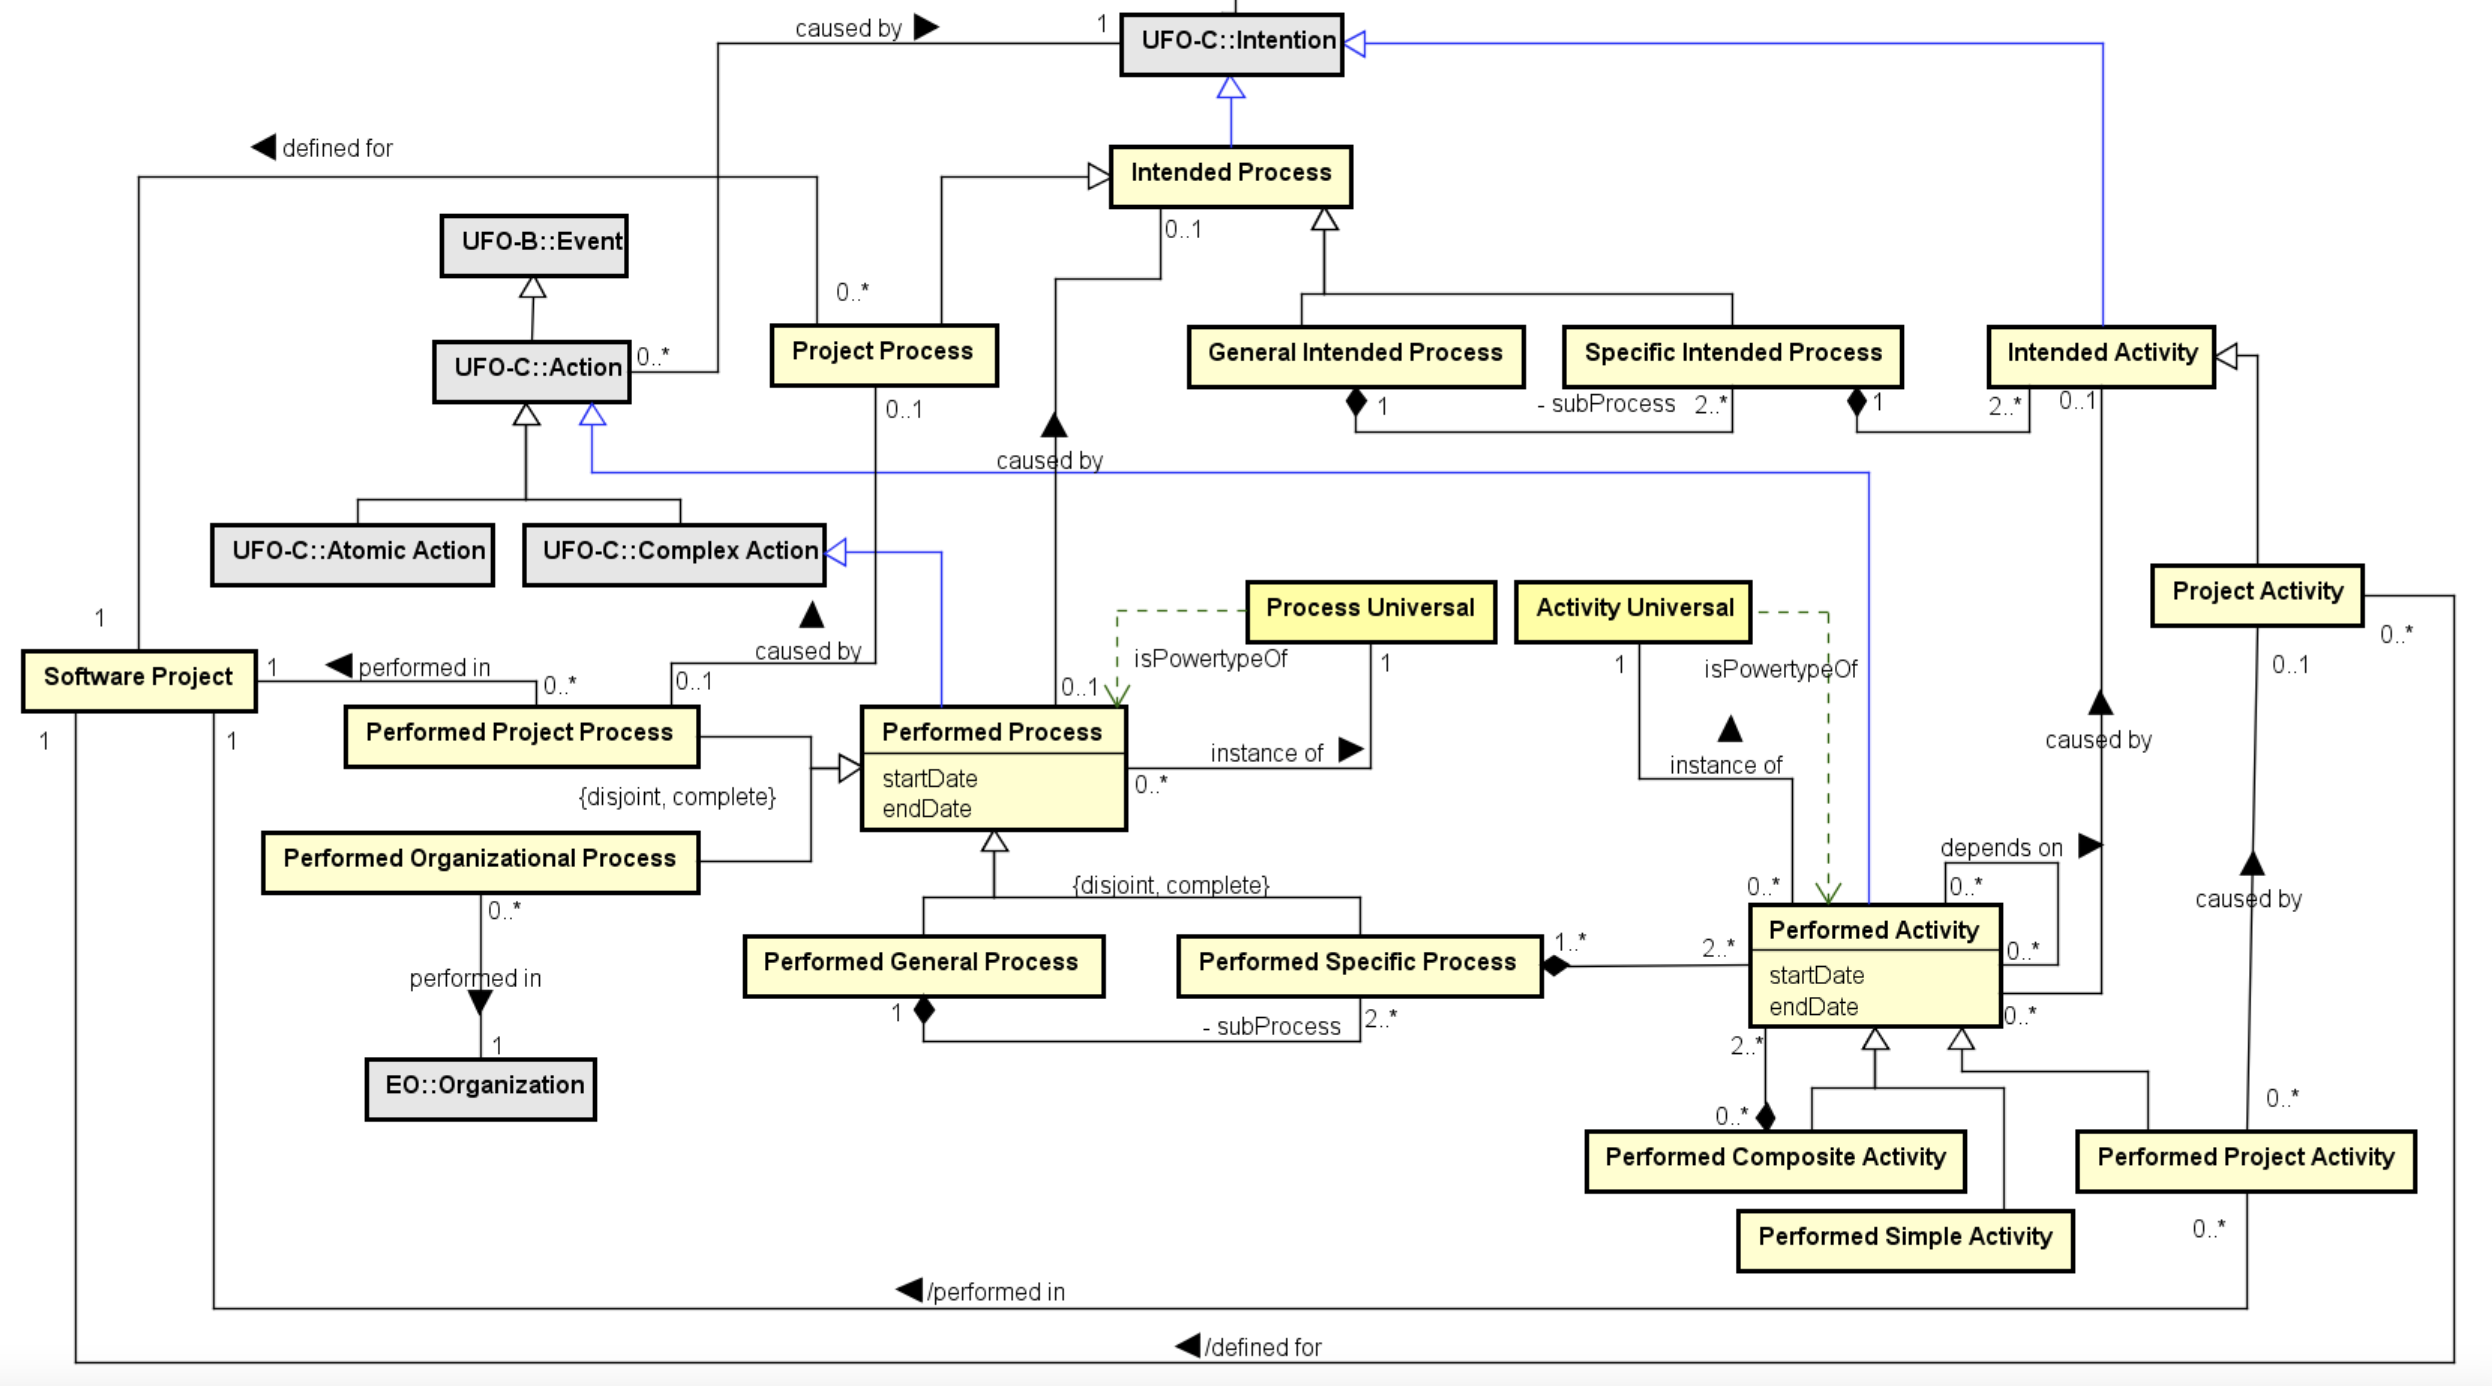 caused by
1
UFO-C::Intention
defined for
Intended Process
0..1
UFO-B::Event
0..*
UFO-C::Action
0..*
Project Process
0..1
General Intended Process
1
- subProcess
2..*
Specific Intended Process
1
2..*
Intended Activity
0..1
caused by
UFO-C::Atomic Action
UFO-C::Complex Action
caused by
Process Universal
1
isPowertypeOf
Activity Universal
1
isPowertypeOf
Project Activity
0..*
0..1
1
Software Project
1
performed in
0..*
0..1
0..1
1
1
Performed Project Process
{disjoint, complete}
Performed Process
startDate
endDate
instance of
0..*
instance of
caused by
Performed Organizational Process
0..*
performed in
1
EO::Organization
{disjoint, complete}
Performed General Process
1
- subProcess
2..*
Performed Specific Process
1..*
2..*
depends on
0..*
0..*
0..*
Performed Activity
startDate
endDate
0..*
caused by
2..*
0..*
Performed Composite Activity
0..*
Performed Project Activity
0..*
Performed Simple Activity
/performed in
/defined for